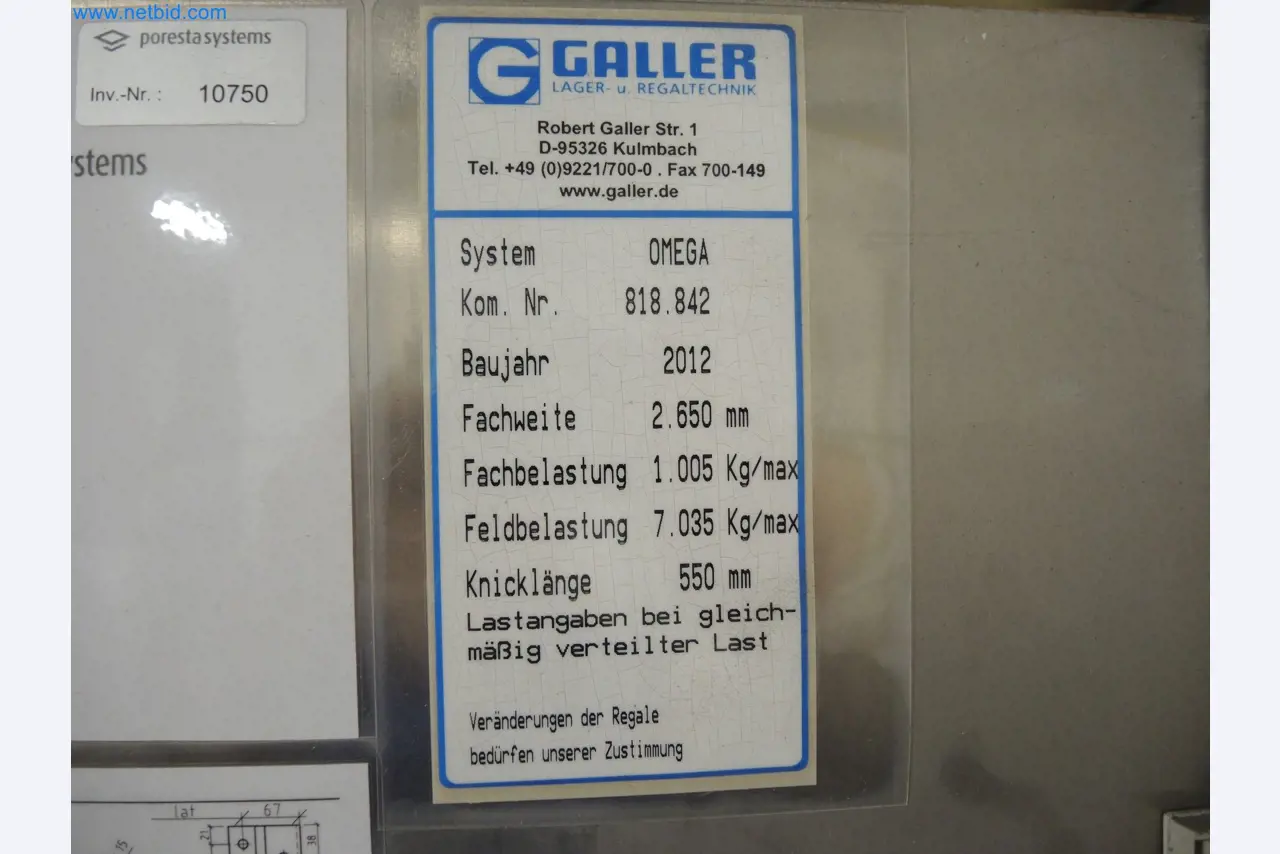 www.netbid.com
porestasystems
Inv.-Nr. : 10750
stems
GALLER
LAGER- u. REGALTECHNIK
Robert Galler Str. 1
D-95326 Kulmbach
Tel. +49 (0)9221/700-0 . Fax 700-149
www.galler.de
System OMEGA
Kom. Nr. 818.842
Baujahr 2012
Fachweite 2.650 mm
Fachbelastung 1.005 Kg/max
Feldbelastung 7.035 Kg/max
Knicklänge 550 mm
Lastangaben bei gleich-
mäßig verteilter Last
Veränderungen der Regale
bedürfen unserer Zustimmung
lat 67
21
38
15